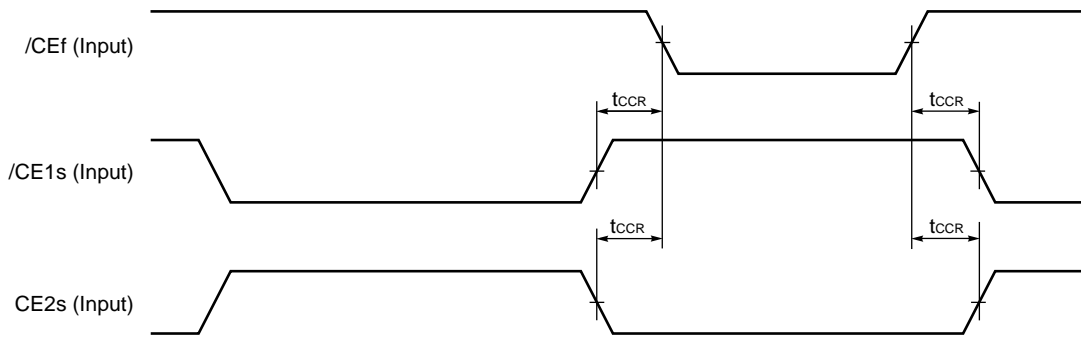 /CEf (Input)
tCCR
tCCR
/CE1s (Input)
tCCR
tCCR
CE2s (Input)